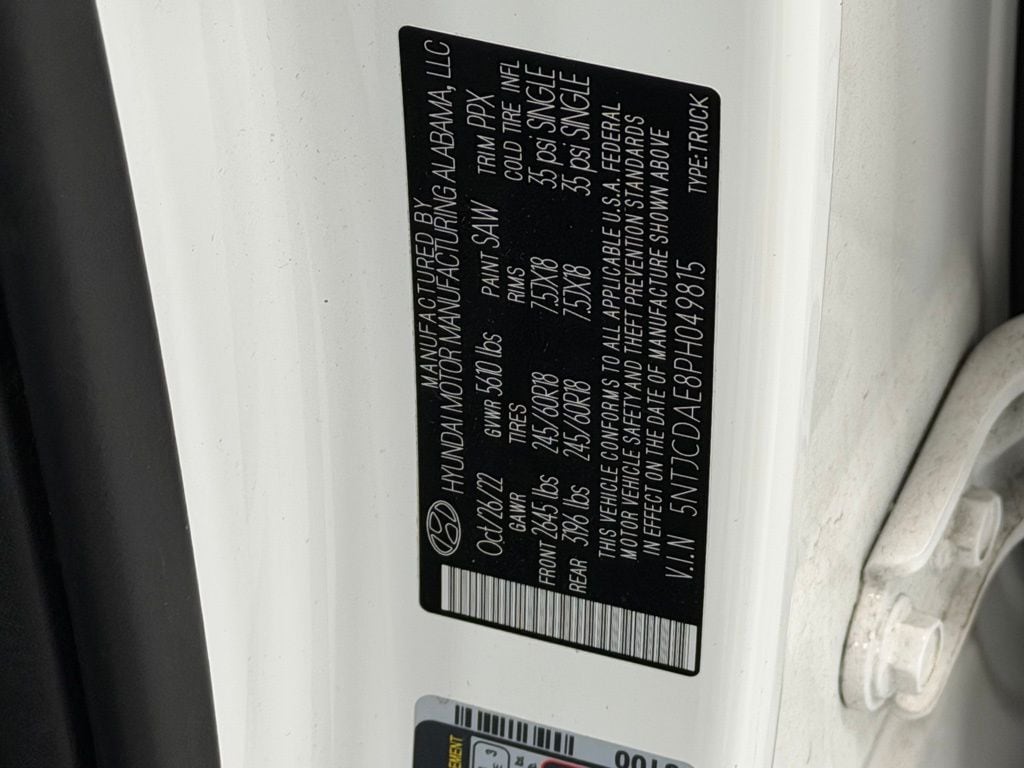 MANUFACTURED BY
HYUNDAI MOTOR MANUFACTURING ALABAMA, LLC
Oct/26/22 GVWR 5610 lbs PAINT SAW TRIM PPX
GAWR TIRES RIMS COLD TIRE INFL
FRONT 2645 lbs 245/60R18 7.5JX18 35 psi SINGLE
REAR 3196 lbs 245/60R18 7.5JX18 35 psi SINGLE
THIS VEHICLE CONFORMS TO ALL APPLICABLE U.S.A. FEDERAL
MOTOR VEHICLE SAFETY AND THEFT PREVENTION STANDARDS
IN EFFECT ON THE DATE OF MANUFACTURE SHOWN ABOVE
V.I.N 5NTJCDAE8PH049815 TYPE:TRUCK